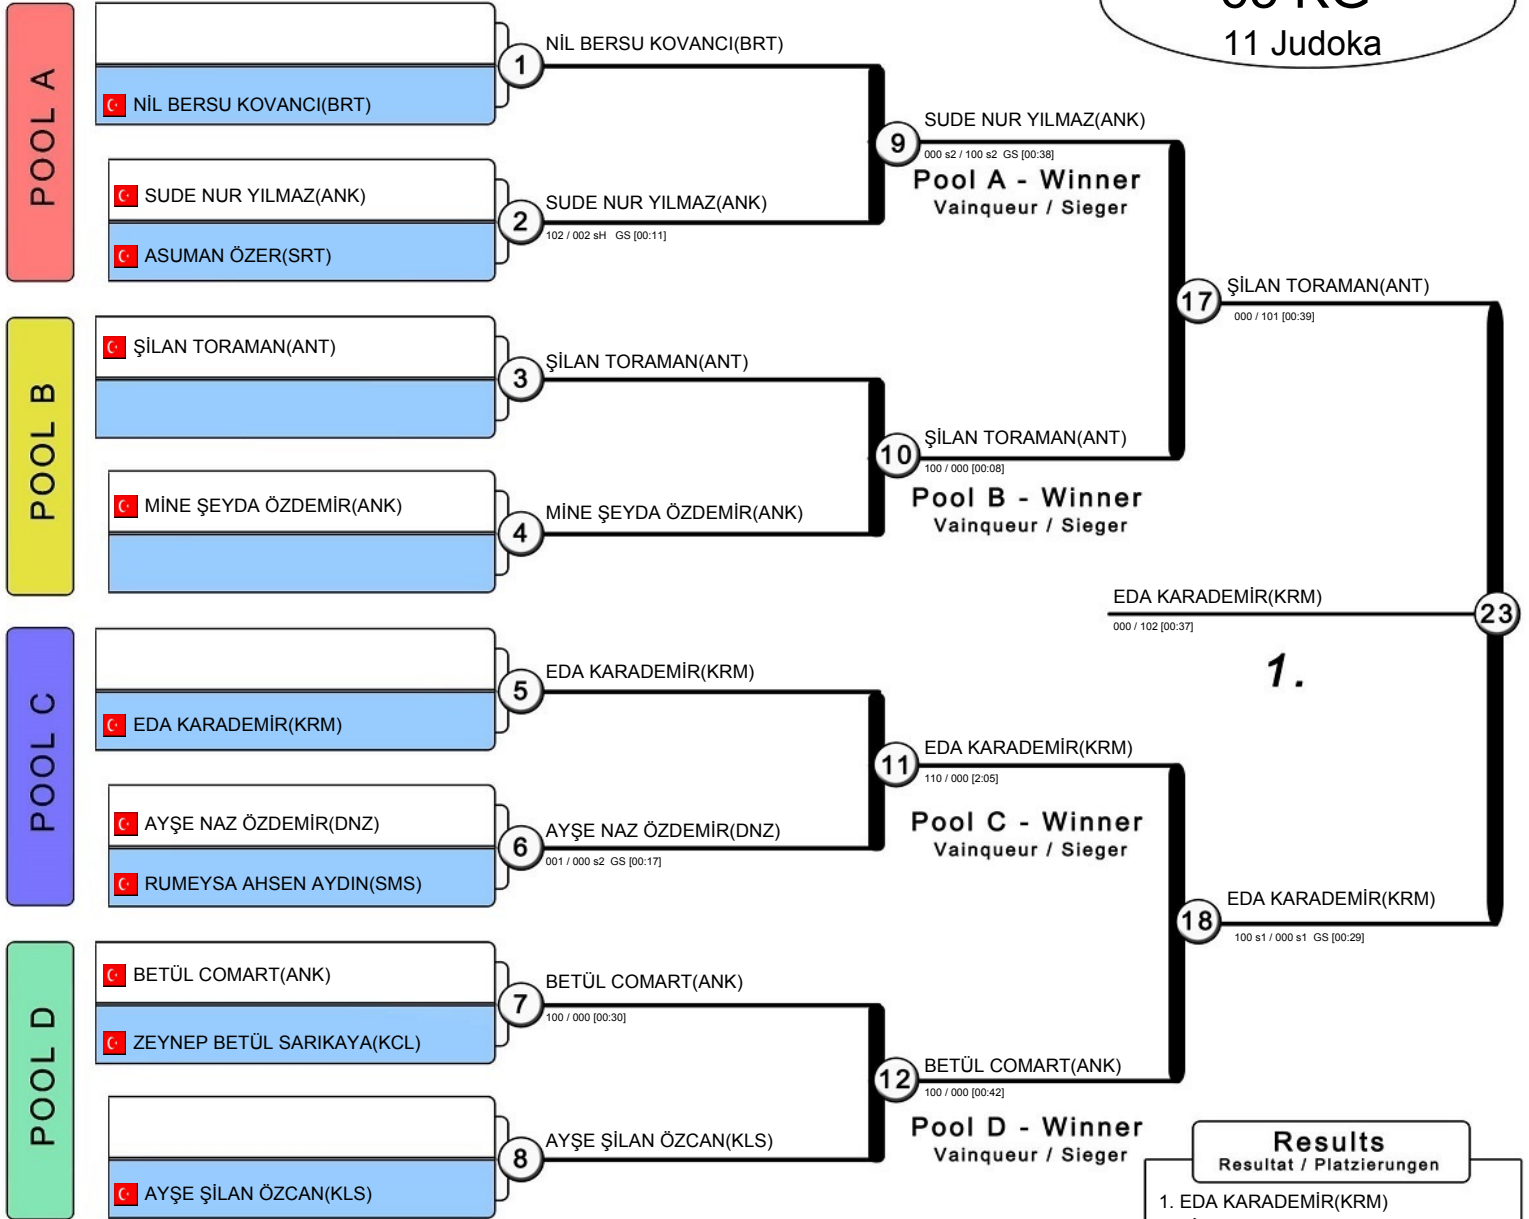 POOL A
NİL BERSU KOVANCI(BRT)
SUDE NUR YILMAZ(ANK)
ASUMAN ÖZER(SRT)
1
NİL BERSU KOVANCI(BRT)
2
SUDE NUR YILMAZ(ANK)
102 / 002 sH GS [00:11]
9
SUDE NUR YILMAZ(ANK)
000 s2 / 100 s2 GS [00:38]
Pool A - Winner
Vainqueur / Sieger
11 Judoka
POOL B
ŞİLAN TORAMAN(ANT)
MİNE ŞEYDA ÖZDEMİR(ANK)
3
ŞİLAN TORAMAN(ANT)
4
MİNE ŞEYDA ÖZDEMİR(ANK)
10
ŞİLAN TORAMAN(ANT)
100 / 000 [00:08]
Pool B - Winner
Vainqueur / Sieger
17
ŞİLAN TORAMAN(ANT)
000 / 101 [00:39]
POOL C
EDA KARADEMİR(KRM)
AYŞE NAZ ÖZDEMİR(DNZ)
RUMEYSA AHSEN AYDIN(SMS)
5
EDA KARADEMİR(KRM)
6
AYŞE NAZ ÖZDEMİR(DNZ)
001 / 000 s2 GS [00:17]
11
EDA KARADEMİR(KRM)
110 / 000 [2:05]
Pool C - Winner
Vainqueur / Sieger
EDA KARADEMİR(KRM)
000 / 102 [00:37]
23
1.
POOL D
BETÜL COMART(ANK)
ZEYNEP BETÜL SARIKAYA(KCL)
AYŞE ŞİLAN ÖZCAN(KLS)
7
BETÜL COMART(ANK)
100 / 000 [00:30]
8
AYŞE ŞİLAN ÖZCAN(KLS)
12
BETÜL COMART(ANK)
100 / 000 [00:42]
Pool D - Winner
Vainqueur / Sieger
18
EDA KARADEMİR(KRM)
100 s1 / 000 s1 GS [00:29]
Results
Resultat / Platzierungen
1. EDA KARADEMİR(KRM)